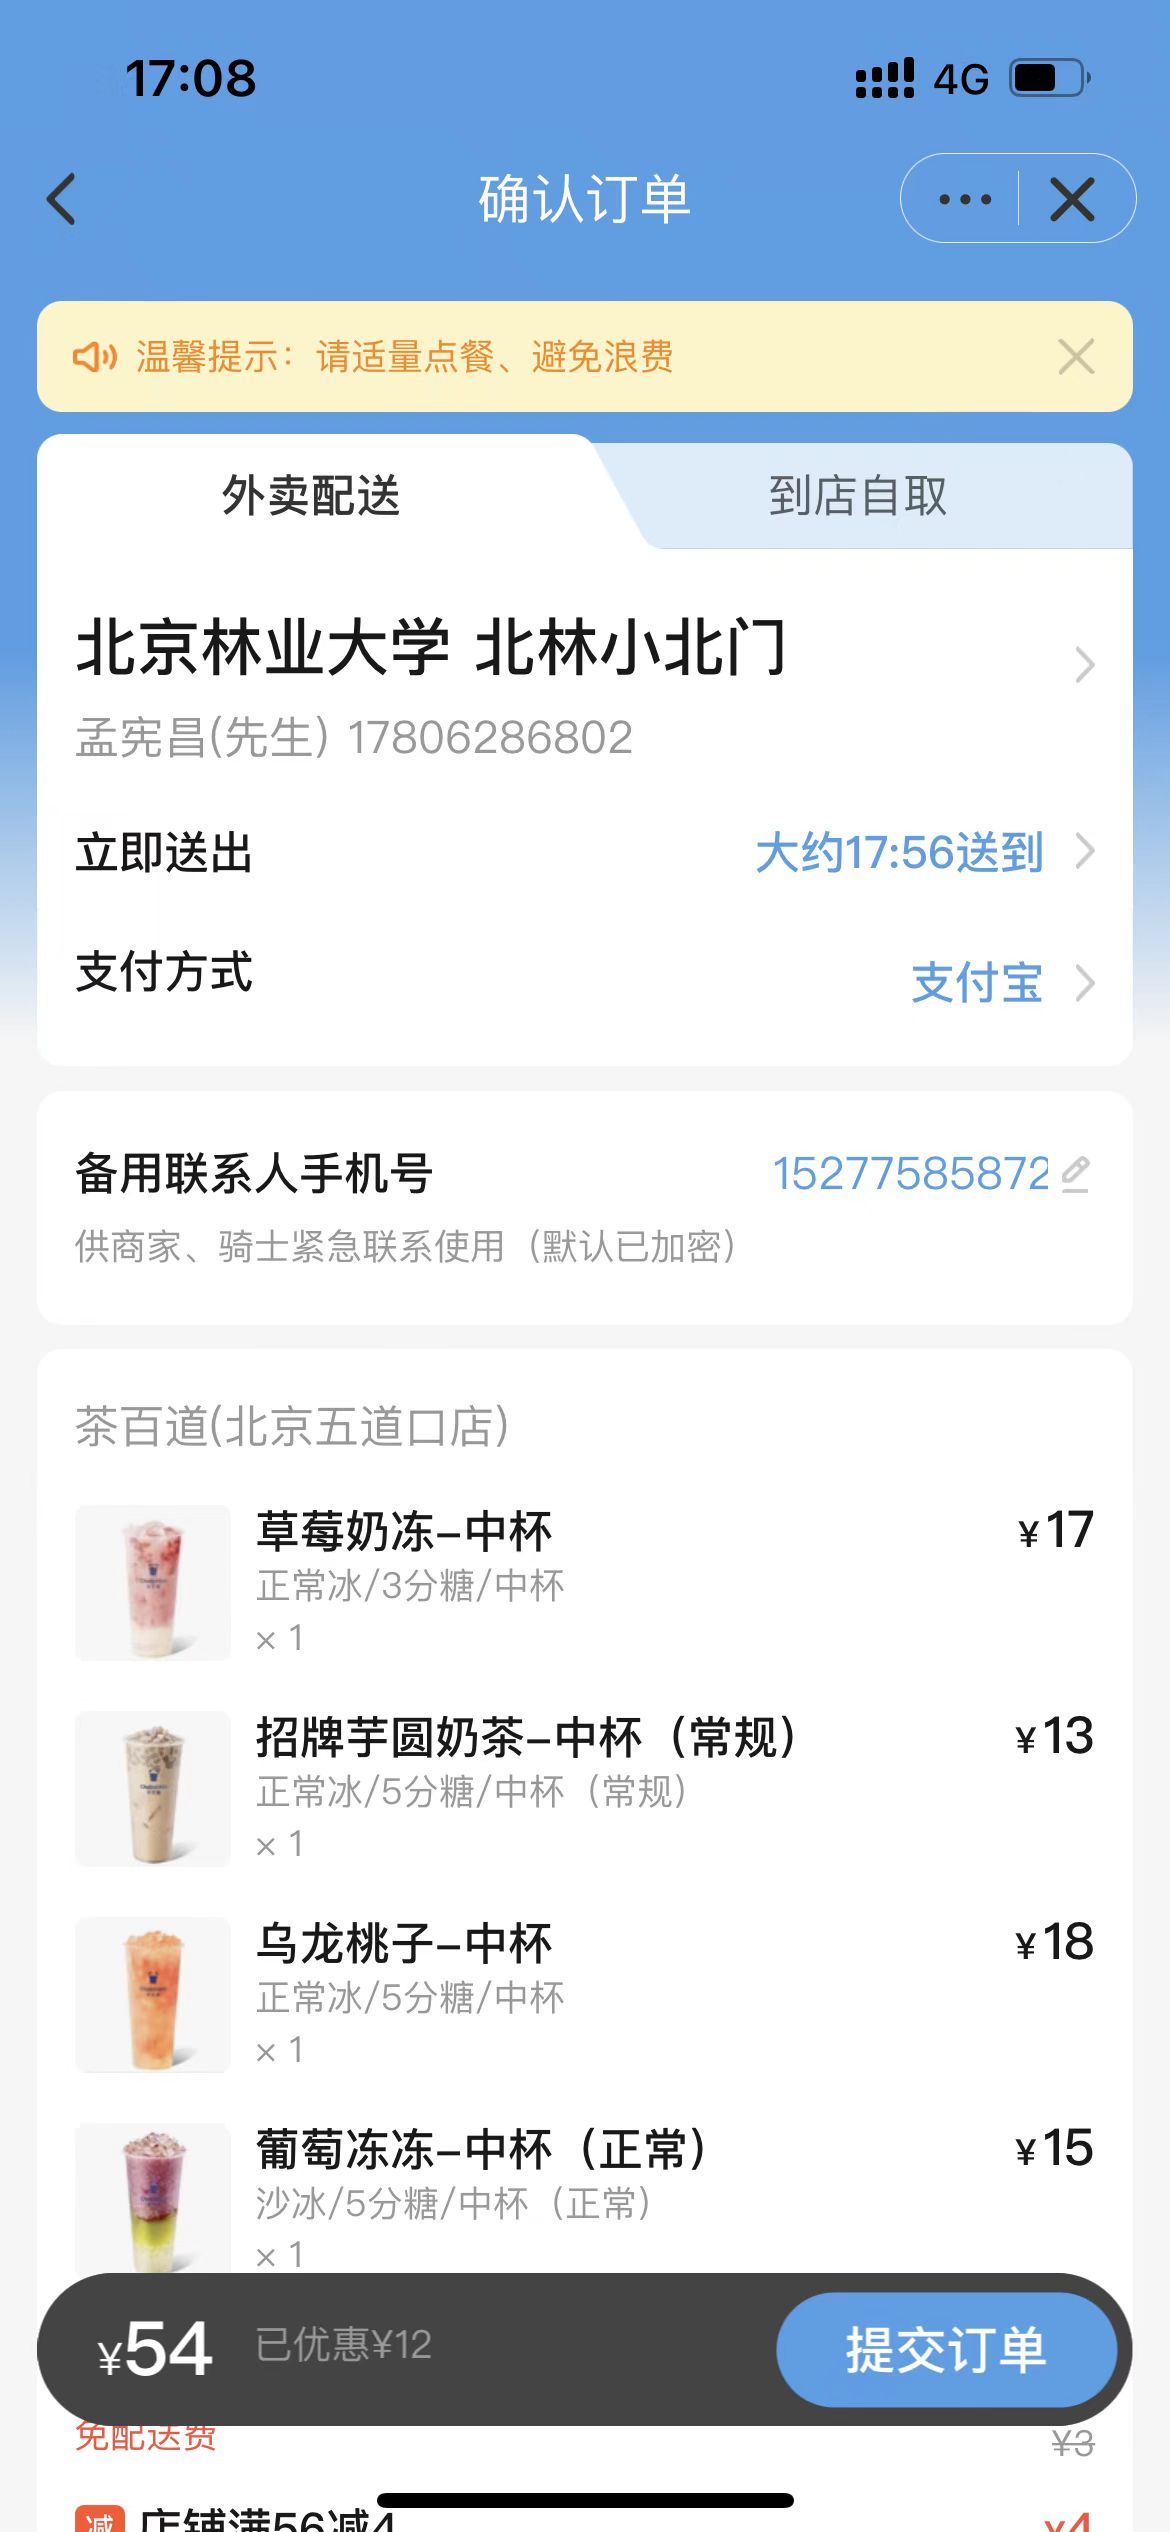 17:08
4G
确认订单
温馨提示：请适量点餐、避免浪费
外卖配送
到店自取
北京林业大学 北林小北门
孟宪昌(先生) 17806286802
立即送出
大约17:56送到
支付方式
支付宝
备用联系人手机号
15277585872
供商家、骑士紧急联系使用（默认已加密）
茶百道(北京五道口店)
草莓奶冻–中杯
¥17
正常冰/3分糖/中杯
× 1
招牌芋圆奶茶–中杯（常规）
¥13
正常冰/5分糖/中杯（常规）
× 1
乌龙桃子–中杯
¥18
正常冰/5分糖/中杯
× 1
葡萄冻冻–中杯（正常）
¥15
沙冰/5分糖/中杯（正常）
× 1
¥54
已优惠¥12
提交订单
免配送费
¥3
减 店铺满56减4
¥4